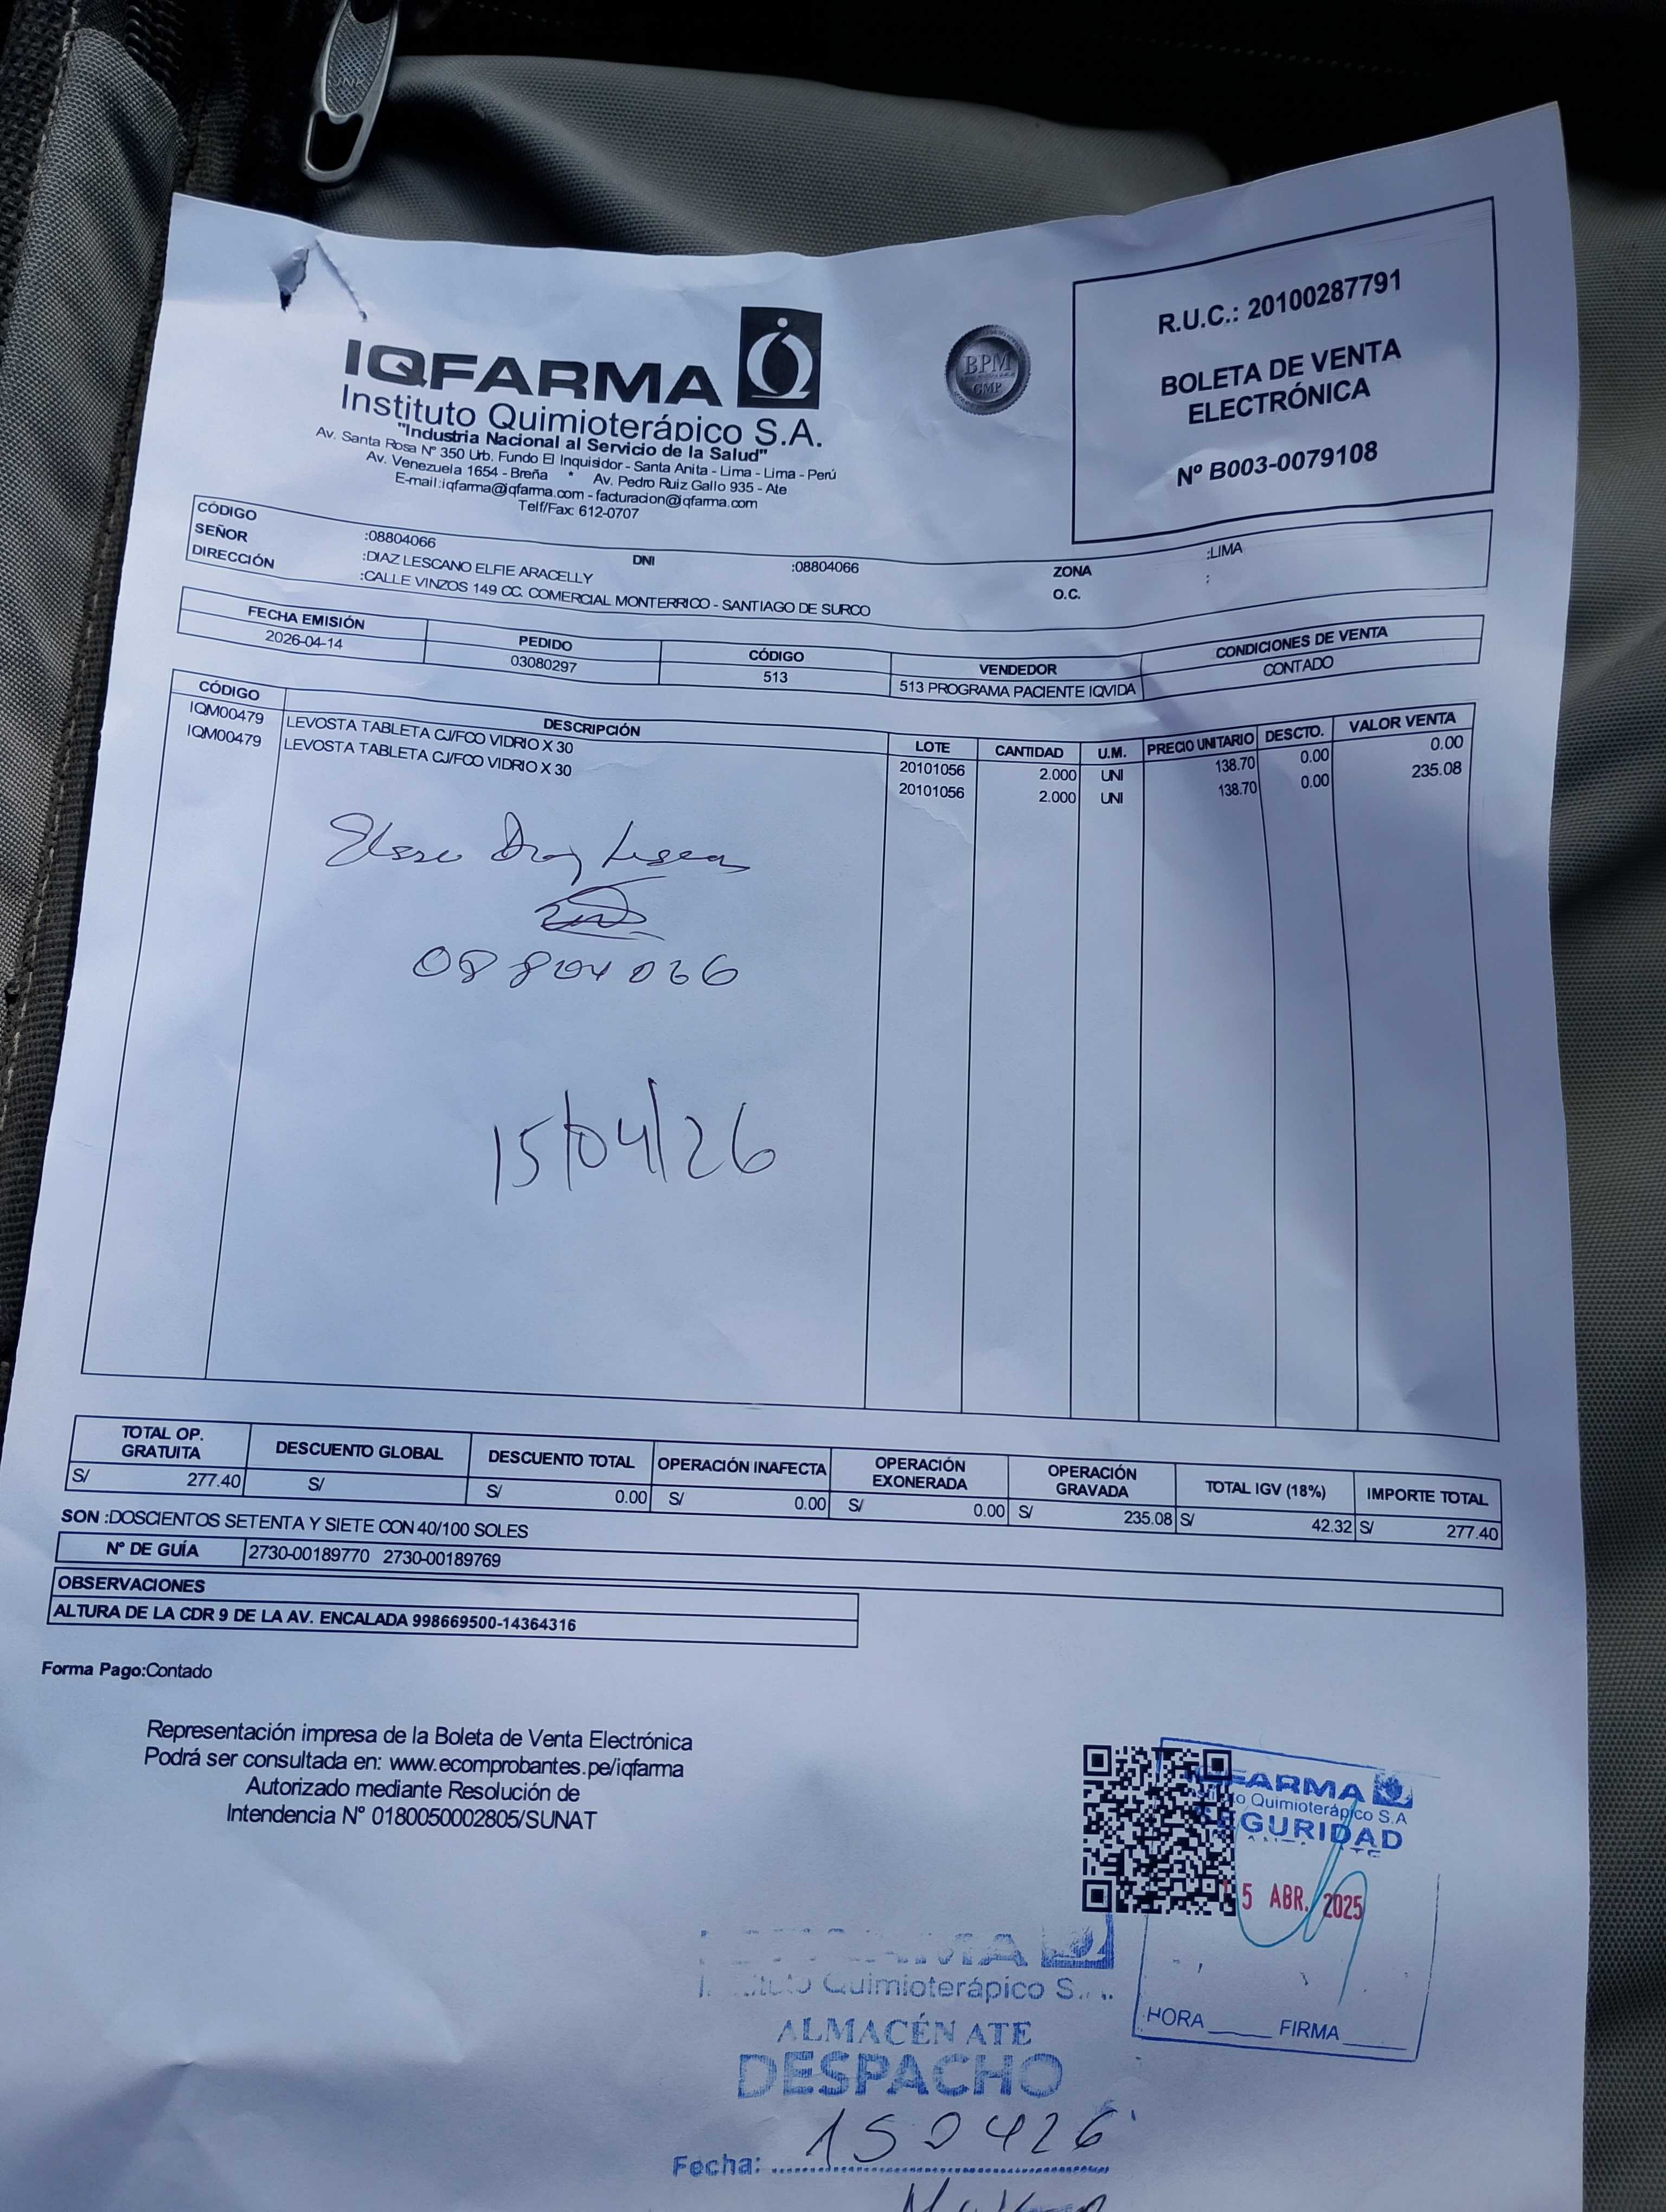 IQFARMA
Instituto Quimioterápico S.A.
"Industria Nacional al Servicio de la Salud"
Av. Santa Rosa N° 350 Urb. Fundo El Inquisidor - Santa Anita - Lima - Lima - Perú
Av. Venezuela 1654 - Breña * Av. Pedro Ruiz Gallo 935 - Ate
E-mail:iqfarma@iqfarma.com - facturacion@iqfarma.com
Telf/Fax: 612-0707
BPM
GMP
R.U.C.: 20100287791
BOLETA DE VENTA
ELECTRÓNICA
Nº B003-0079108
CÓDIGO :08804066 DNI :08804066 ZONA :LIMA
SEÑOR :DIAZ LESCANO ELFIE ARACELLY O.C. :
DIRECCIÓN :CALLE VINZOS 149 CC. COMERCIAL MONTERRICO - SANTIAGO DE SURCO
FECHA EMISIÓN PEDIDO CÓDIGO VENDEDOR CONDICIONES DE VENTA
2026-04-14 03080297 513 513 PROGRAMA PACIENTE IQVIDA CONTADO
CÓDIGO DESCRIPCIÓN LOTE CANTIDAD U.M. PRECIO UNITARIO DESCTO. VALOR VENTA
IQM00479 LEVOSTA TABLETA CJ/FCO VIDRIO X 30 20101056 2.000 UNI 138.70 0.00 0.00
IQM00479 LEVOSTA TABLETA CJ/FCO VIDRIO X 30 20101056 2.000 UNI 138.70 0.00 235.08
08804066
15/04/26
TOTAL OP. GRATUITA DESCUENTO GLOBAL DESCUENTO TOTAL OPERACIÓN INAFECTA OPERACIÓN EXONERADA OPERACIÓN GRAVADA TOTAL IGV (18%) IMPORTE TOTAL
S/ 277.40 S/ S/ 0.00 S/ 0.00 S/ 0.00 S/ 235.08 S/ 42.32 S/ 277.40
SON :DOSCIENTOS SETENTA Y SIETE CON 40/100 SOLES
Nº DE GUÍA 2730-00189770 2730-00189769
OBSERVACIONES
ALTURA DE LA CDR 9 DE LA AV. ENCALADA 998669500-14364316
Forma Pago:Contado
Representación impresa de la Boleta de Venta Electrónica
Podrá ser consultada en: www.ecomprobantes.pe/iqfarma
Autorizado mediante Resolución de
Intendencia N° 0180050002805/SUNAT
IQFARMA
Instituto Quimioterápico S.A
SEGURIDAD
5 ABR. 2025
HORA FIRMA
Quimioterápico S.
ALMACÉN ATE
DESPACHO
Fecha: 150426